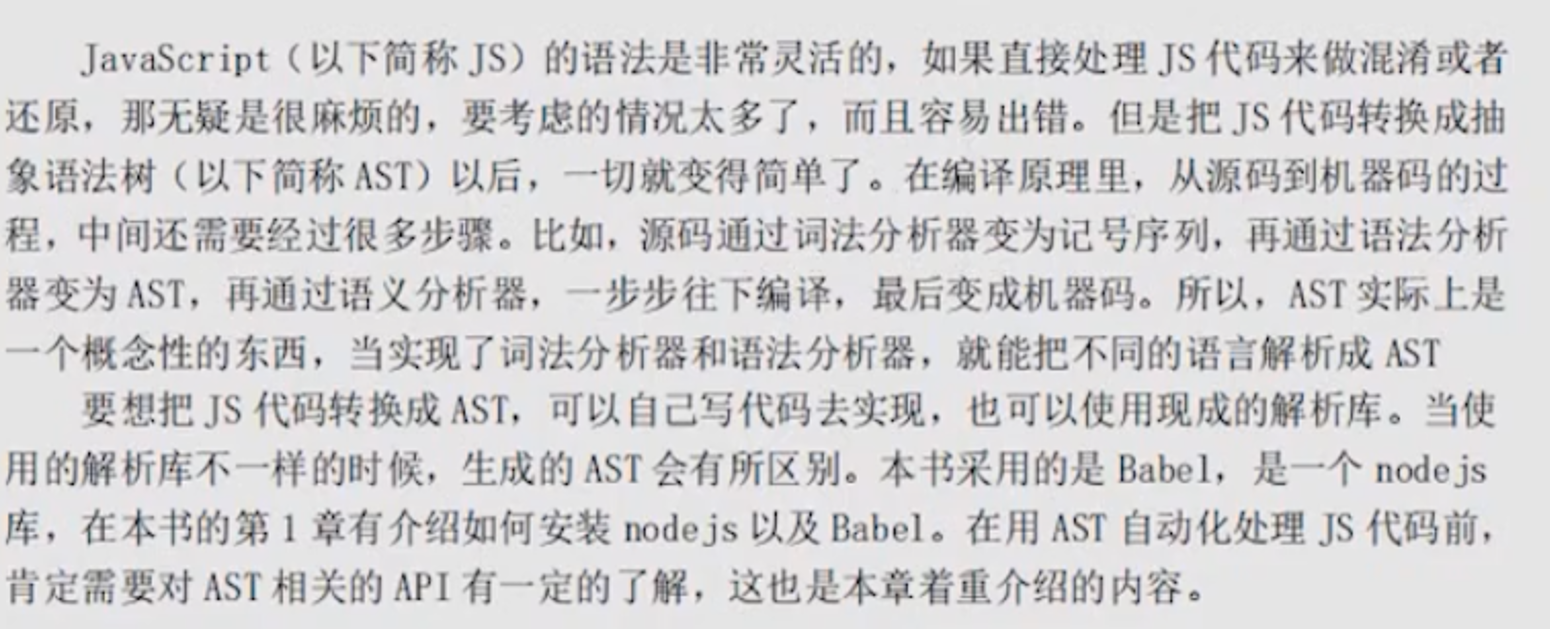 JavaScript（以下简称 JS）的语法是非常灵活的，如果直接处理 JS 代码来做混淆或者
还原，那无疑是很麻烦的，要考虑的情况太多了，而且容易出错。但是把 JS 代码转换成抽
象语法树（以下简称 AST）以后，一切就变得简单了。在编译原理里，从源码到机器码的过
程，中间还需要经过很多步骤。比如，源码通过词法分析器变为记号序列，再通过语法分析
器变为 AST，再通过语义分析器，一步步往下编译，最后变成机器码。所以，AST 实际上是
一个概念性的东西，当实现了词法分析器和语法分析器，就能把不同的语言解析成 AST
要想把 JS 代码转换成 AST，可以自己写代码去实现，也可以使用现成的解析库。当使
用的解析库不一样的时候，生成的 AST 会有所区别。本书采用的是 Babel，是一个 nodejs
库，在本书的第 1 章有介绍如何安装 nodejs 以及 Babel。在用 AST 自动化处理 JS 代码前，
肯定需要对 AST 相关的 API 有一定的了解，这也是本章着重介绍的内容。